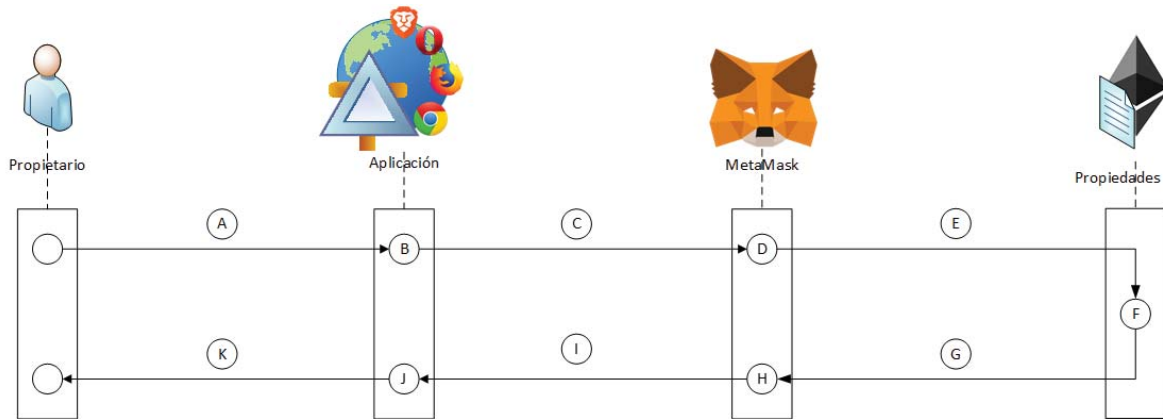 Propietario
Aplicación
MetaMask
Propiedades
A
C
E
B
D
F
K
I
G
J
H